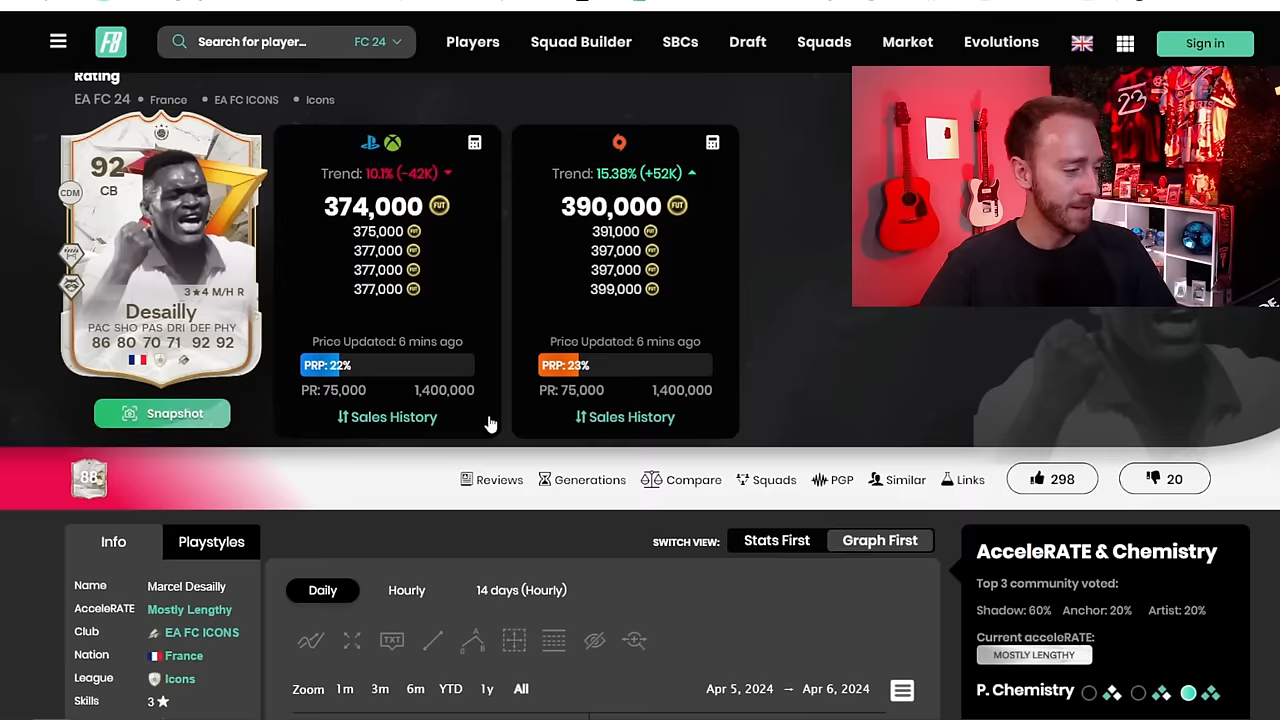 FB
Search for player...
FC 24
Players
Squad Builder
SBCs
Draft
Squads
Market
Evolutions
Sign in
Rating
EA FC 24 • France • EA FC ICONS • Icons
92
CB
CDM
3★4 M/H R
Desailly
PAC SHO PAS DRI DEF PHY
86 80 70 71 92 92
Snapshot
Trend: 10.1% (-42K)
374,000 FUT
375,000
377,000
377,000
377,000
Price Updated: 6 mins ago
PRP: 22%
PR: 75,000 1,400,000
Sales History
Trend: 15.38% (+52K)
390,000 FUT
391,000
397,000
397,000
399,000
Price Updated: 6 mins ago
PRP: 23%
PR: 75,000 1,400,000
Sales History
23
88
Reviews
Generations
Compare
Squads
PGP
Similar
Links
298
20
Info
Playstyles
Name Marcel Desailly
AcceleRATE Mostly Lengthy
Club EA FC ICONS
Nation France
League Icons
Skills 3★
SWITCH VIEW: Stats First Graph First
Daily Hourly 14 days (Hourly)
TXT
Zoom 1m 3m 6m YTD 1y All
Apr 5, 2024 → Apr 6, 2024
AcceleRATE & Chemistry
Top 3 community voted:
Shadow: 60% Anchor: 20% Artist: 20%
Current acceleRATE:
MOSTLY LENGTHY
P. Chemistry